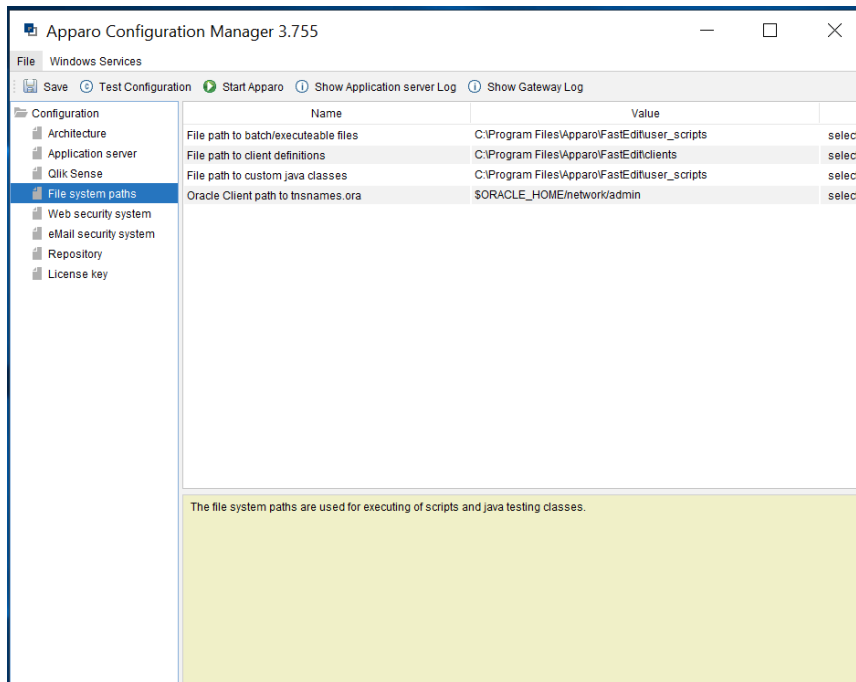 Apparo Configuration Manager 3.755
File Windows Services
Save Test Configuration Start Apparo Show Application server Log Show Gateway Log
Configuration
Architecture
Application server
Qlik Sense
File system paths
Web security system
eMail security system
Repository
License key
Name Value
File path to batch/executeable files C:\Program Files\Apparo\FastEdit\user_scripts selec
File path to client definitions C:\Program Files\Apparo\FastEdit\clients selec
File path to custom java classes C:\Program Files\Apparo\FastEdit\user_scripts selec
Oracle Client path to tnsnames.ora $ORACLE_HOME/network/admin selec
The file system paths are used for executing of scripts and java testing classes.